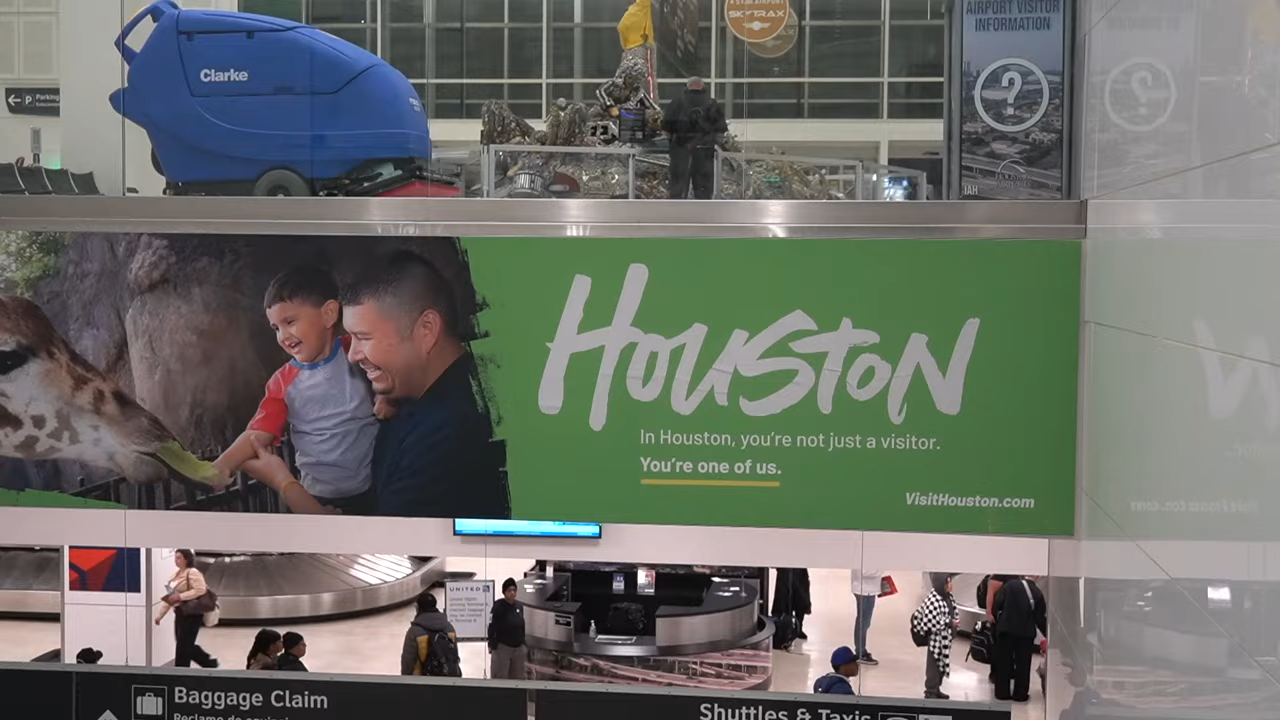 Clarke
SKYTRAX
AIRPORT VISITOR
INFORMATION
?
P Parking
IAH
Houston
In Houston, you're not just a visitor.
You're one of us.
VisitHouston.com
UNITED
Baggage Claim
Shuttles & Taxis